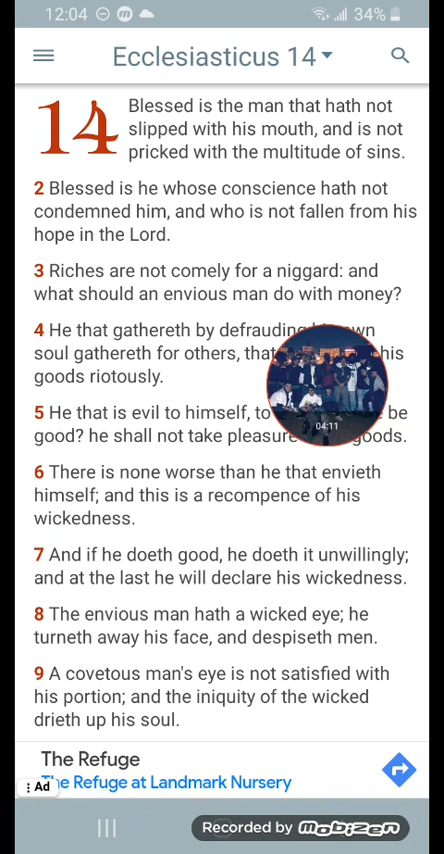 12:04 34%
Ecclesiasticus 14
14 Blessed is the man that hath not
slipped with his mouth, and is not
pricked with the multitude of sins.
2 Blessed is he whose conscience hath not
condemned him, and who is not fallen from his
hope in the Lord.
3 Riches are not comely for a niggard: and
what should an envious man do with money?
4 He that gathereth by defrauding own
soul gathereth for others, that his
goods riotously.
04:11
5 He that is evil to himself, to be
good? he shall not take pleasure goods.
6 There is none worse than he that envieth
himself; and this is a recompence of his
wickedness.
7 And if he doeth good, he doeth it unwillingly;
and at the last he will declare his wickedness.
8 The envious man hath a wicked eye; he
turneth away his face, and despiseth men.
9 A covetous man's eye is not satisfied with
his portion; and the iniquity of the wicked
drieth up his soul.
The Refuge
The Refuge at Landmark Nursery
Ad
Recorded by Mobizen